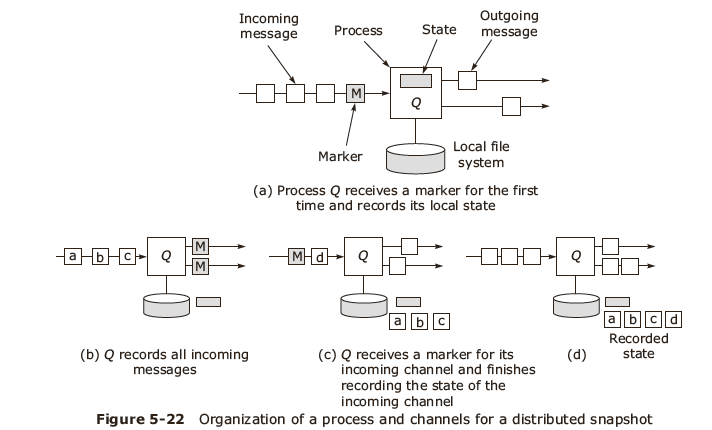 Incoming
message
Process
State
Outgoing
message
M
Q
Marker
Local file
system
(a) Process Q receives a marker for the first
time and records its local state
a b c Q M
M
M d Q
a b c
Q
a b c d
Recorded
state
(b) Q records all incoming
messages
(c) Q receives a marker for its
incoming channel and finishes
recording the state of the
incoming channel
(d)
Figure 5-22 Organization of a process and channels for a distributed snapshot